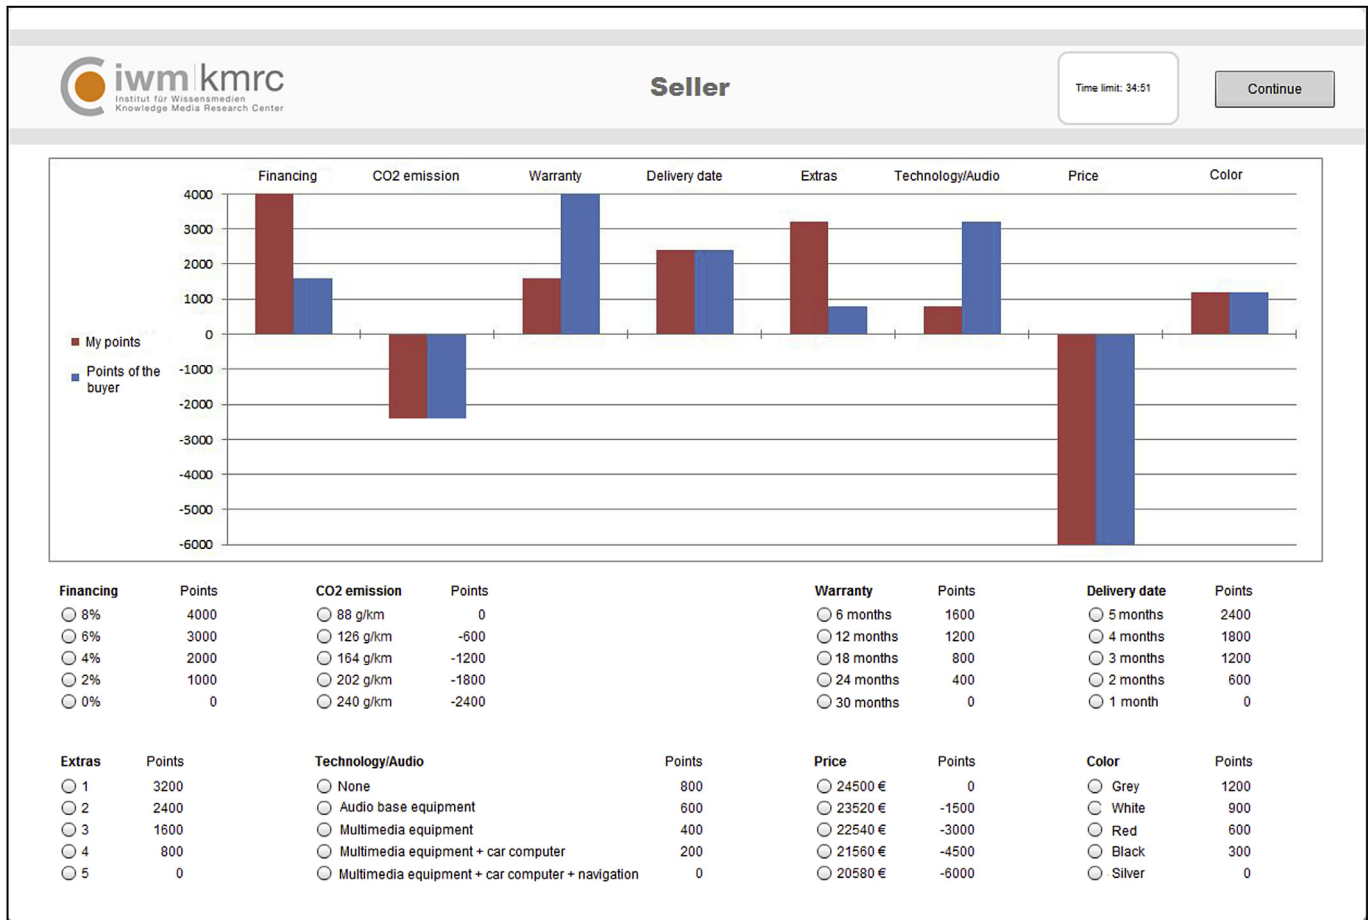 iwm|kmrc
Institut für Wissensmedien
Knowledge Media Research Center
Seller
Time limit: 34:51
Continue
Financing CO2 emission Warranty Delivery date Extras Technology/Audio Price Color
4000
3000
2000
1000
0
-1000
-2000
-3000
-4000
-5000
-6000
My points
Points of the
buyer
Financing Points CO2 emission Points Warranty Points Delivery date Points
8% 4000 88 g/km 0 6 months 1600 5 months 2400
6% 3000 126 g/km -600 12 months 1200 4 months 1800
4% 2000 164 g/km -1200 18 months 800 3 months 1200
2% 1000 202 g/km -1800 24 months 400 2 months 600
0% 0 240 g/km -2400 30 months 0 1 month 0
Extras Points Technology/Audio Points Price Points Color Points
1 3200 None 800 24500 € 0 Grey 1200
2 2400 Audio base equipment 600 23520 € -1500 White 900
3 1600 Multimedia equipment 400 22540 € -3000 Red 600
4 800 Multimedia equipment + car computer 200 21560 € -4500 Black 300
5 0 Multimedia equipment + car computer + navigation 0 20580 € -6000 Silver 0